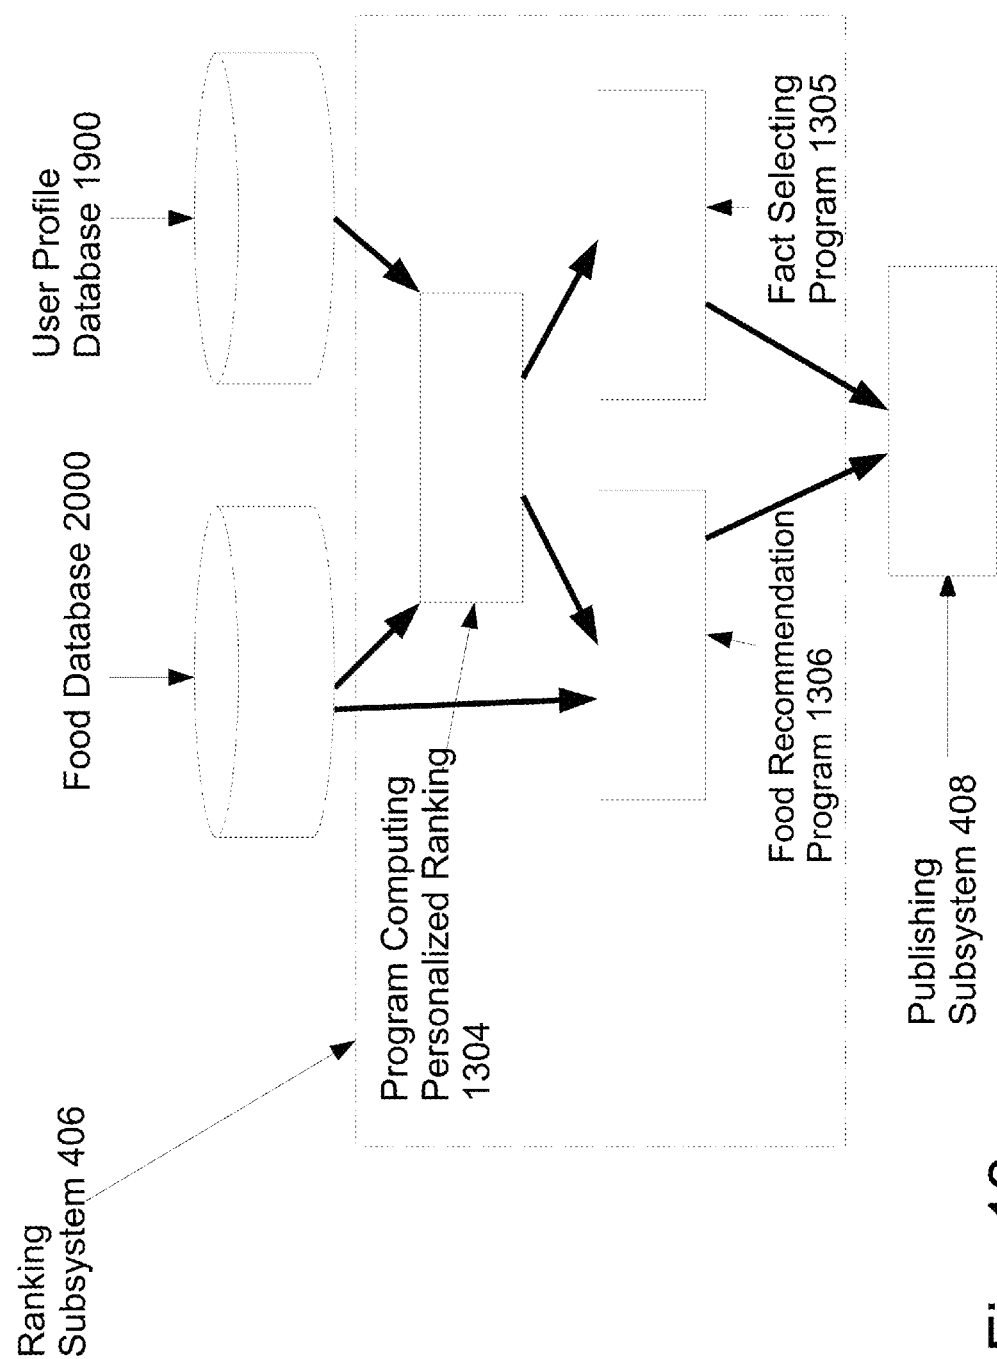 Ranking
Subsystem 406
Food Database 2000
User Profile
Database 1900
Program Computing
Personalized Ranking
1304
Food Recommendation
Program 1306
Fact Selecting
Program 1305
Publishing
Subsystem 408